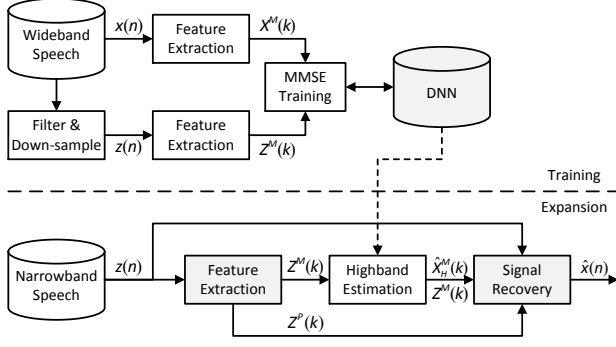 Wideband
Speech
x(n)
Feature
Extraction
X^M(k)
MMSE
Training
DNN
Filter &
Down-sample
z(n)
Feature
Extraction
Z^M(k)
Training
Expansion
Narrowband
Speech
z(n)
Feature
Extraction
Z^M(k)
Highband
Estimation
X̂_H^M(k)
Z^M(k)
Signal
Recovery
x̂(n)
Z^P(k)